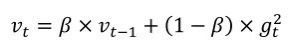 v_t = β × v_{t−1} + (1 − β) × g_t^2